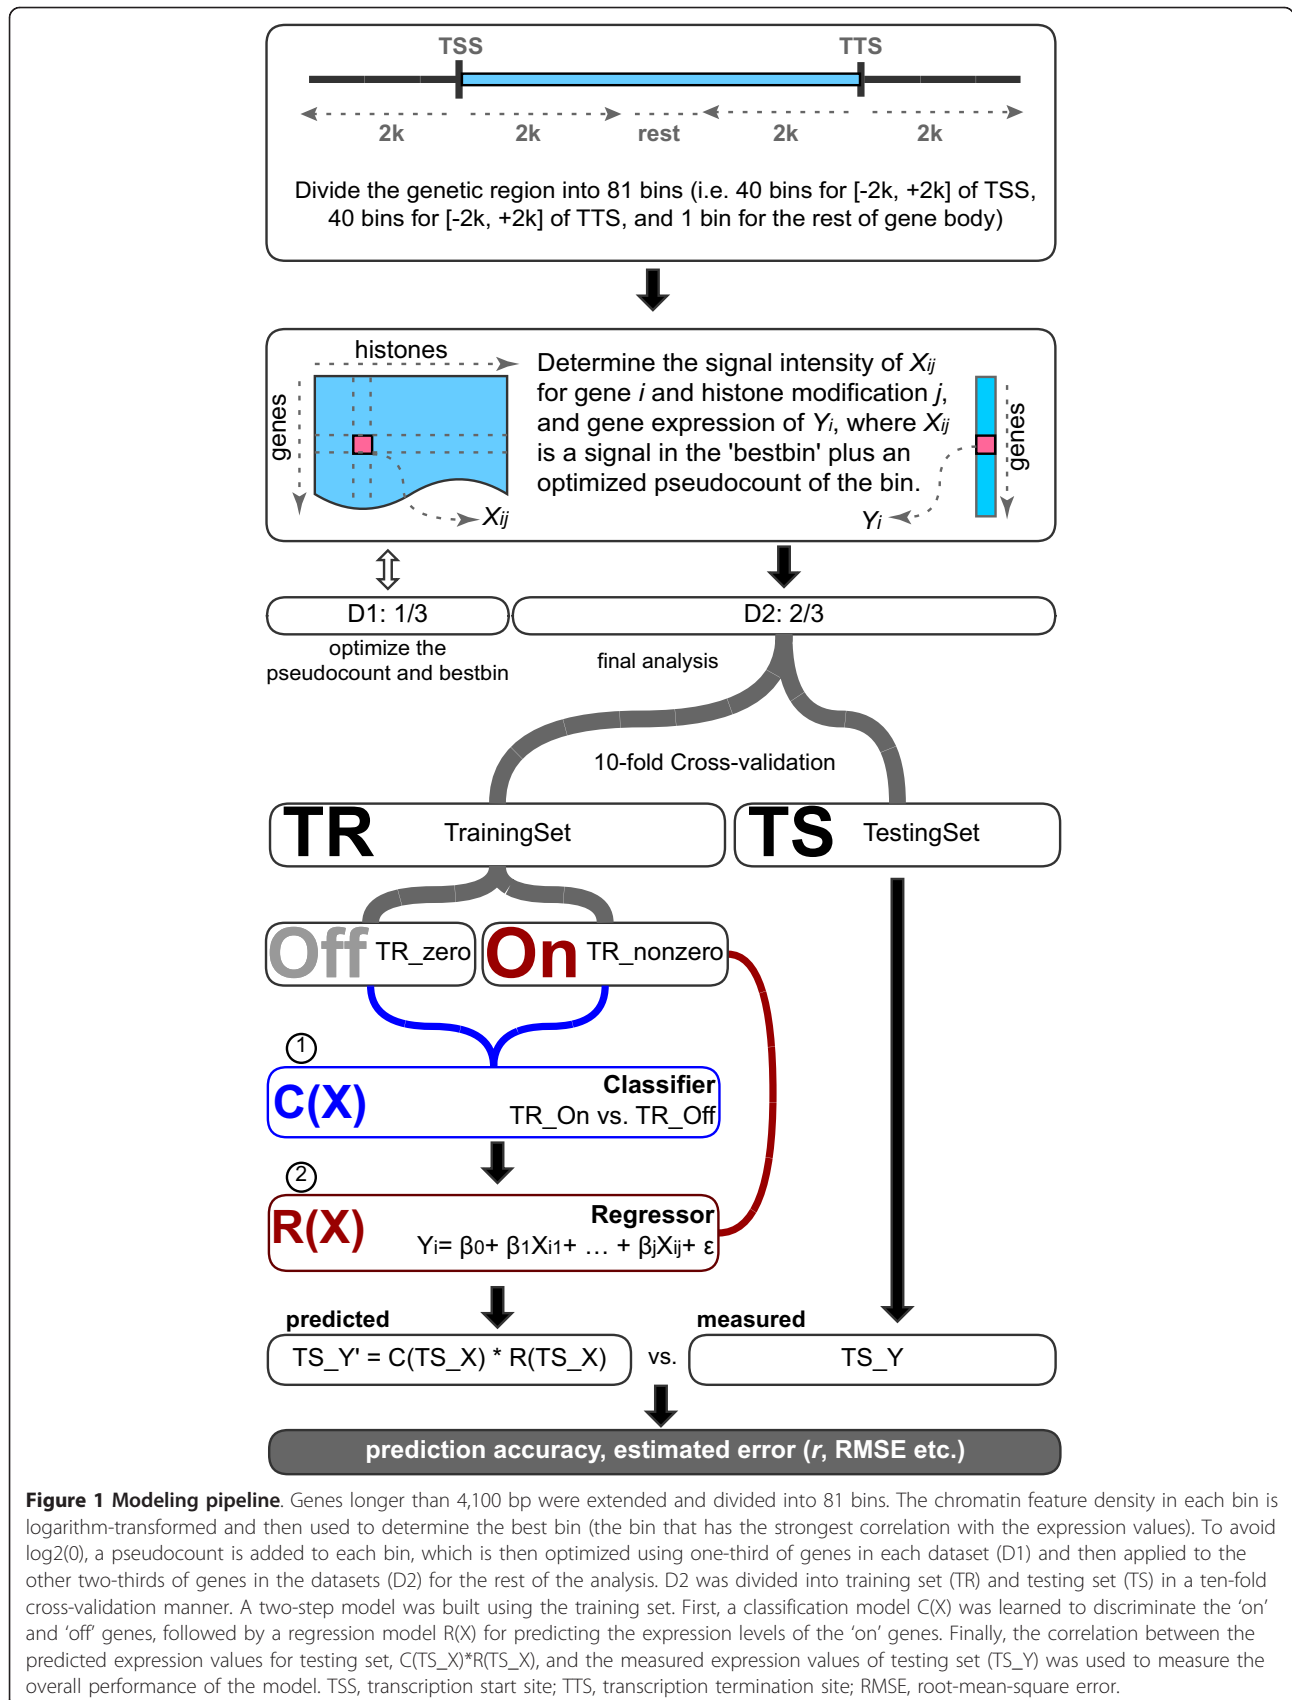 TSS TTS
2k 2k rest 2k 2k
Divide the genetic region into 81 bins (i.e. 40 bins for [-2k, +2k] of TSS,
40 bins for [-2k, +2k] of TTS, and 1 bin for the rest of gene body)
histones
genes
Xij
Determine the signal intensity of Xij
for gene i and histone modification j,
and gene expression of Yi, where Xij
is a signal in the 'bestbin' plus an
optimized pseudocount of the bin.
Yi
genes
D1: 1/3
optimize the
pseudocount and bestbin
D2: 2/3
final analysis
10-fold Cross-validation
TR TrainingSet
TS TestingSet
Off TR_zero
On TR_nonzero
1
C(X) Classifier
TR_On vs. TR_Off
2
R(X) Regressor
Yi= β0+ β1Xi1+ … + βjXij+ ε
predicted
TS_Y' = C(TS_X) * R(TS_X)
vs.
measured
TS_Y
prediction accuracy, estimated error (r, RMSE etc.)
Figure 1 Modeling pipeline. Genes longer than 4,100 bp were extended and divided into 81 bins. The chromatin feature density in each bin is
logarithm-transformed and then used to determine the best bin (the bin that has the strongest correlation with the expression values). To avoid
log2(0), a pseudocount is added to each bin, which is then optimized using one-third of genes in each dataset (D1) and then applied to the
other two-thirds of genes in the datasets (D2) for the rest of the analysis. D2 was divided into training set (TR) and testing set (TS) in a ten-fold
cross-validation manner. A two-step model was built using the training set. First, a classification model C(X) was learned to discriminate the ‘on’
and ‘off’ genes, followed by a regression model R(X) for predicting the expression levels of the ‘on’ genes. Finally, the correlation between the
predicted expression values for testing set, C(TS_X)*R(TS_X), and the measured expression values of testing set (TS_Y) was used to measure the
overall performance of the model. TSS, transcription start site; TTS, transcription termination site; RMSE, root-mean-square error.